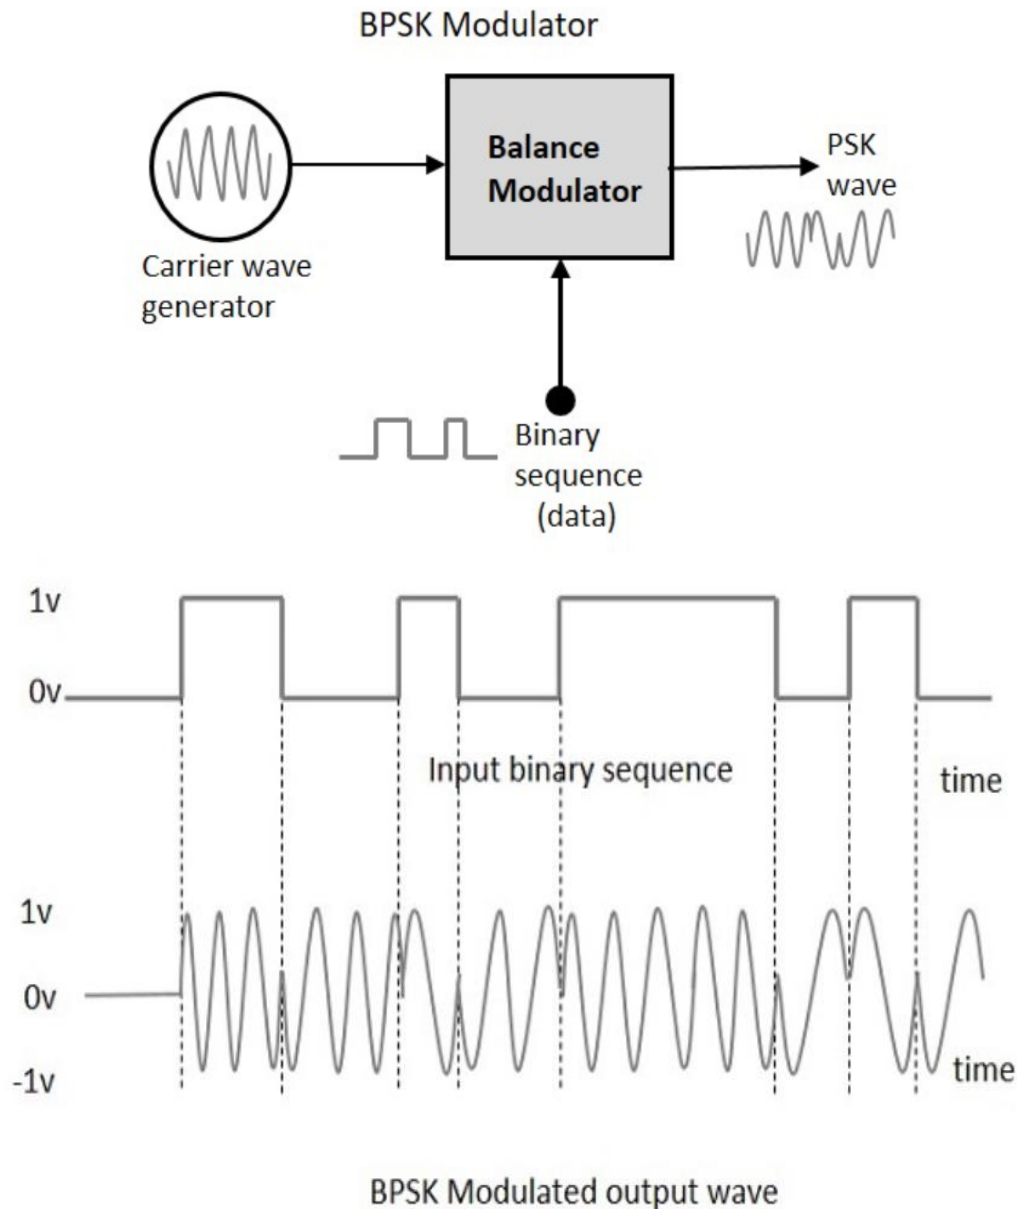 BPSK Modulator
Balance
Modulator
PSK
wave
Carrier wave
generator
Binary
sequence
(data)
1v
0v
Input binary sequence
time
1v
0v
-1v
time
BPSK Modulated output wave